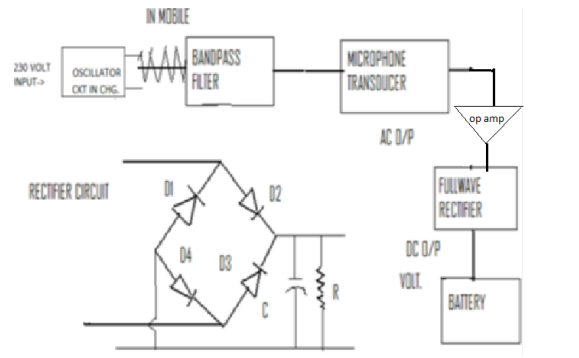 IN MOBILE
230 VOLT
INPUT->
OSCILLATOR
CKT IN CHG.
BANDPASS
FILTER
MICROPHONE
TRANSDUCER
op amp
AC O/P
FULLWAVE
RECTIFIER
DC O/P
VOLT.
BATTERY
RECTIFIER CIRCUIT
D1
D2
D4
D3
C
R